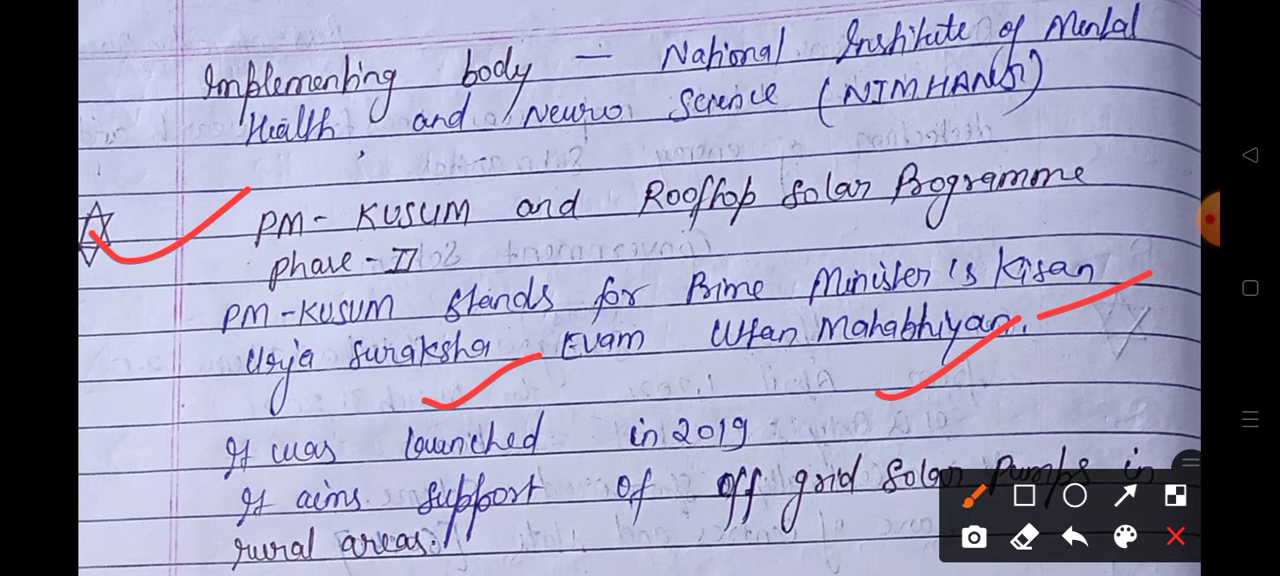 Implementing body - National Institute of Mental
Health and Neuro Science (NIMHANS)
PM-KUSUM and Rooftop Solar Programme
phase-II
PM-KUSUM stands for Prime Minister is Kisan
Urja Suraksha Evam Utan Mahabhiyan.
It was launched in 2019
It aims support of off grid Solar Pumps in
rural areas.